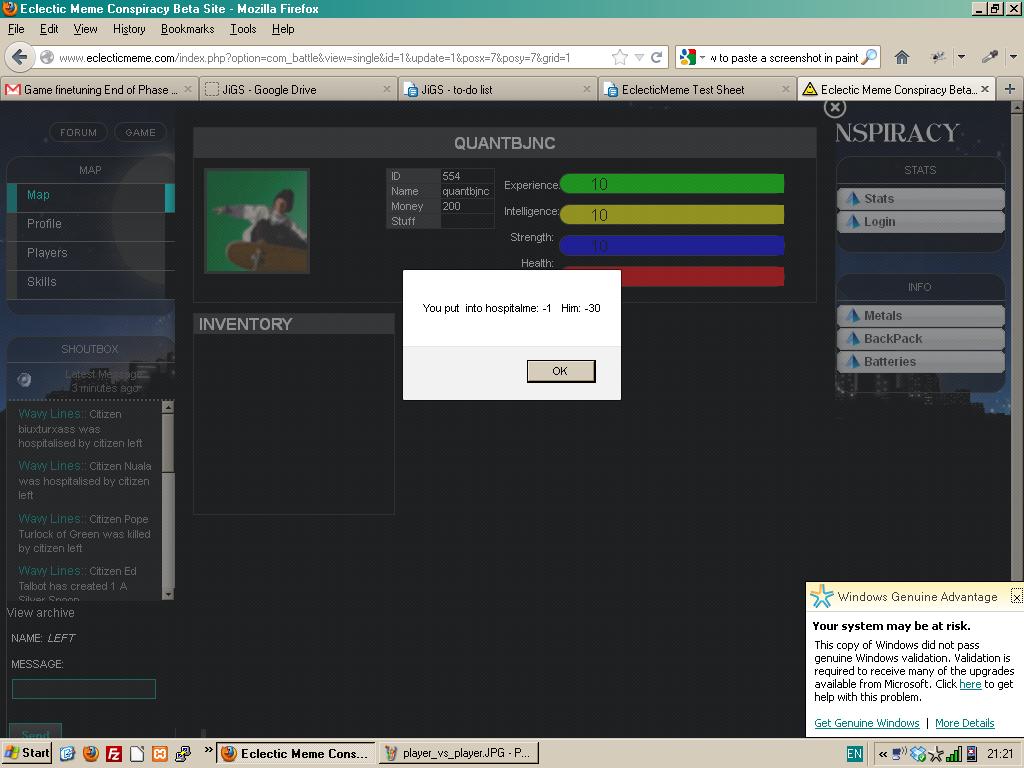 Eclectic Meme Conspiracy Beta Site - Mozilla Firefox
File Edit View History Bookmarks Tools Help
www.eclecticmeme.com/index.php?option=com_battle&view=single&id=1&update=1&posx=7&posy=7&grid=1
w to paste a screenshot in paint
Game finetuning End of Phase ...
JiGS - Google Drive
JiGS - to-do list
EclecticMeme Test Sheet
Eclectic Meme Conspiracy Beta...
FORUM GAME
MAP
Map
Profile
Players
Skills
SHOUTBOX
Latest Message:
3 minutes ago
Wavy Lines:: Citizen
biuxturxass was
hospitalised by citizen left
Wavy Lines:: Citizen Nuala
was hospitalised by citizen
left
Wavy Lines:: Citizen Pope
Turlock of Green was killed
by citizen left
Wavy Lines:: Citizen Ed
Talbot has created 1 A
Silver Spoon
View archive
NAME: LEFT
MESSAGE:
Send
QUANTBJNC
ID 554
Name quantbjnc
Money 200
Stuff
Experience: 10
Intelligence: 10
Strength: 10
Health:
INVENTORY
You put into hospitalme: -1 Him: -30
OK
NSPIRACY
STATS
Stats
Login
INFO
Metals
BackPack
Batteries
Windows Genuine Advantage
Your system may be at risk.
This copy of Windows did not pass
genuine Windows validation. Validation is
required to receive many of the upgrades
available from Microsoft. Click here to get
help with this problem.
Get Genuine Windows | More Details
Start
Eclectic Meme Cons...
player_vs_player.JPG - P...
EN
21:21